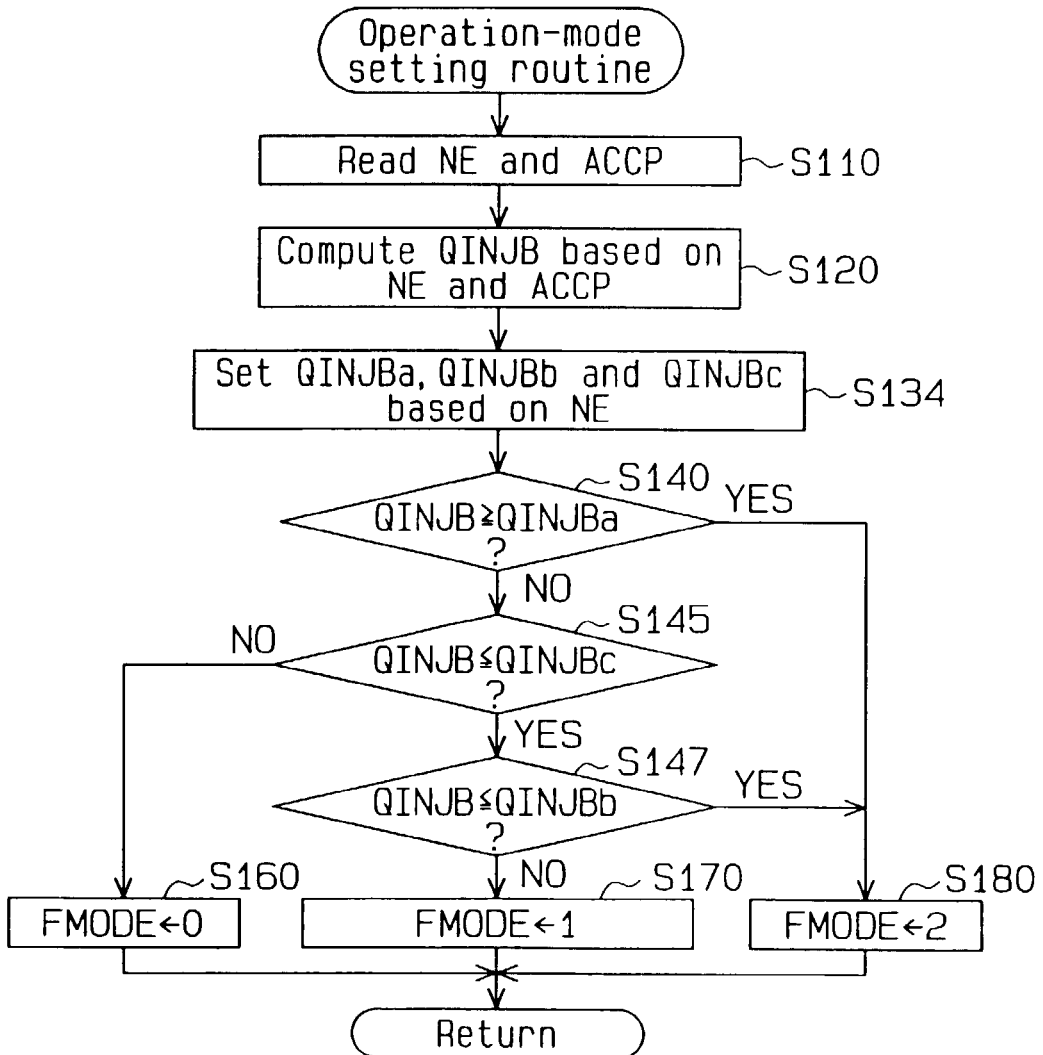 Operation-mode
setting routine
Read NE and ACCP
S110
Compute QINJB based on
NE and ACCP
S120
Set QINJBa, QINJBb and QINJBc
based on NE
S134
S140
QINJB≧QINJBa
?
YES
NO
S145
QINJB≦QINJBc
?
NO
YES
S147
QINJB≦QINJBb
?
YES
NO
S160
FMODE←0
S170
FMODE←1
S180
FMODE←2
Return